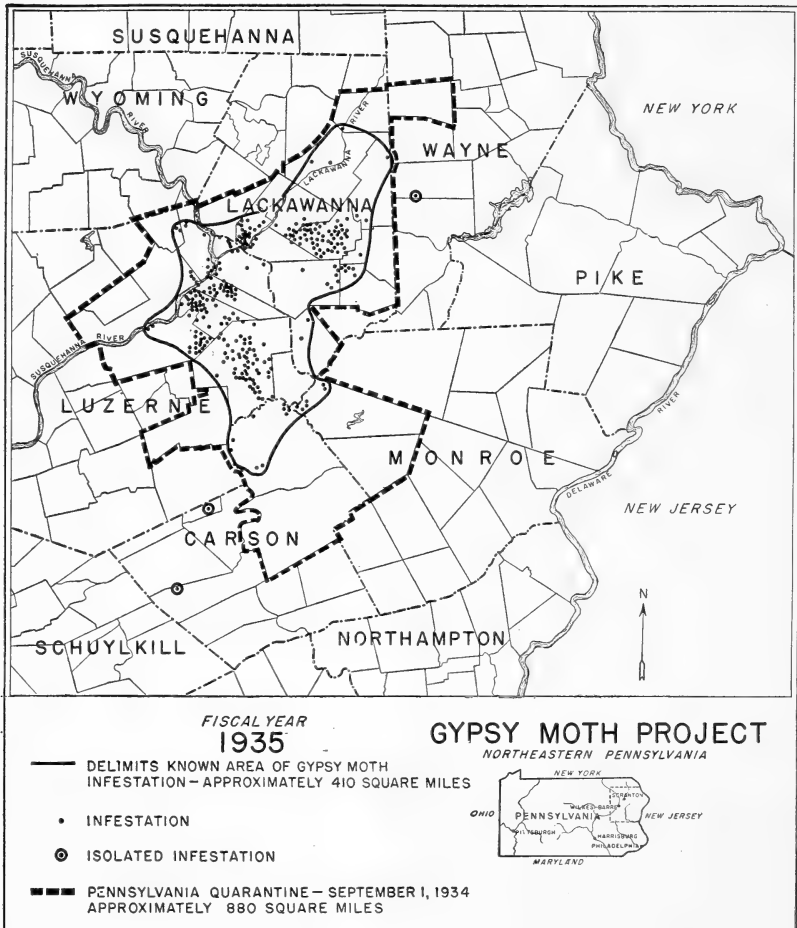 SUSQUEHANNA
SUSQUEHANNA
WYOMING
RIVER
NEW YORK
RIVER
WAYNE
LACKAWANNA
LACKAWANNA
PIKE
SUSQUEHANNA
RIVER
LUZERNE
RIVER
MONROE
DELAWARE
NEW JERSEY
CARSON
N
SCHUYLKILL
NORTHAMPTON
FISCAL YEAR
1935
DELIMITS KNOWN AREA OF GYPSY MOTH
INFESTATION – APPROXIMATELY 410 SQUARE MILES
INFESTATION
ISOLATED INFESTATION
PENNSYLVANIA QUARANTINE – SEPTEMBER 1, 1934
APPROXIMATELY 880 SQUARE MILES
GYPSY MOTH PROJECT
NORTHEASTERN PENNSYLVANIA
NEW YORK
SCRANTON
WILKES-BARRE
OHIO
PENNSYLVANIA
NEW JERSEY
PITTSBURGH
HARRISBURG
PHILADELPHIA
MARYLAND